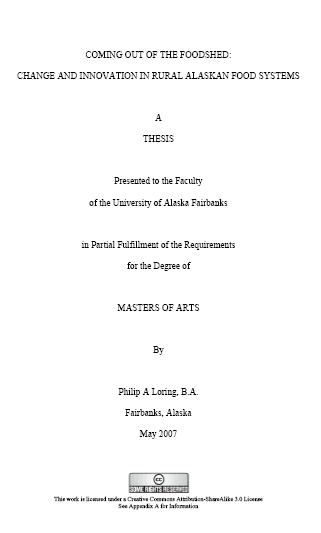 COMING OUT OF THE FOODSHED:
CHANGE AND INNOVATION IN RURAL ALASKAN FOOD SYSTEMS
A
THESIS
Presented to the Faculty
of the University of Alaska Fairbanks
in Partial Fulfillment of the Requirements
for the Degree of
MASTERS OF ARTS
By
Philip A Loring, B.A.
Fairbanks, Alaska
May 2007
cc
SOME RIGHTS RESERVED
This work is licensed under a Creative Commons Attribution-ShareAlike 3.0 License
See Appendix A for Information